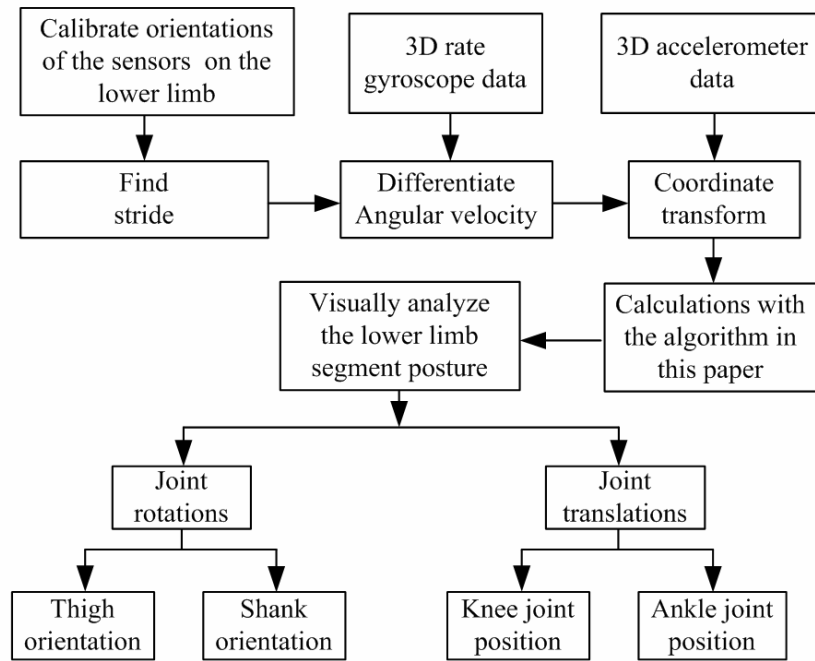 Calibrate orientations
of the sensors on the
lower limb
3D rate
gyroscope data
3D accelerometer
data
Find
stride
Differentiate
Angular velocity
Coordinate
transform
Visually analyze
the lower limb
segment posture
Calculations with
the algorithm in
this paper
Joint
rotations
Joint
translations
Thigh
orientation
Shank
orientation
Knee joint
position
Ankle joint
position